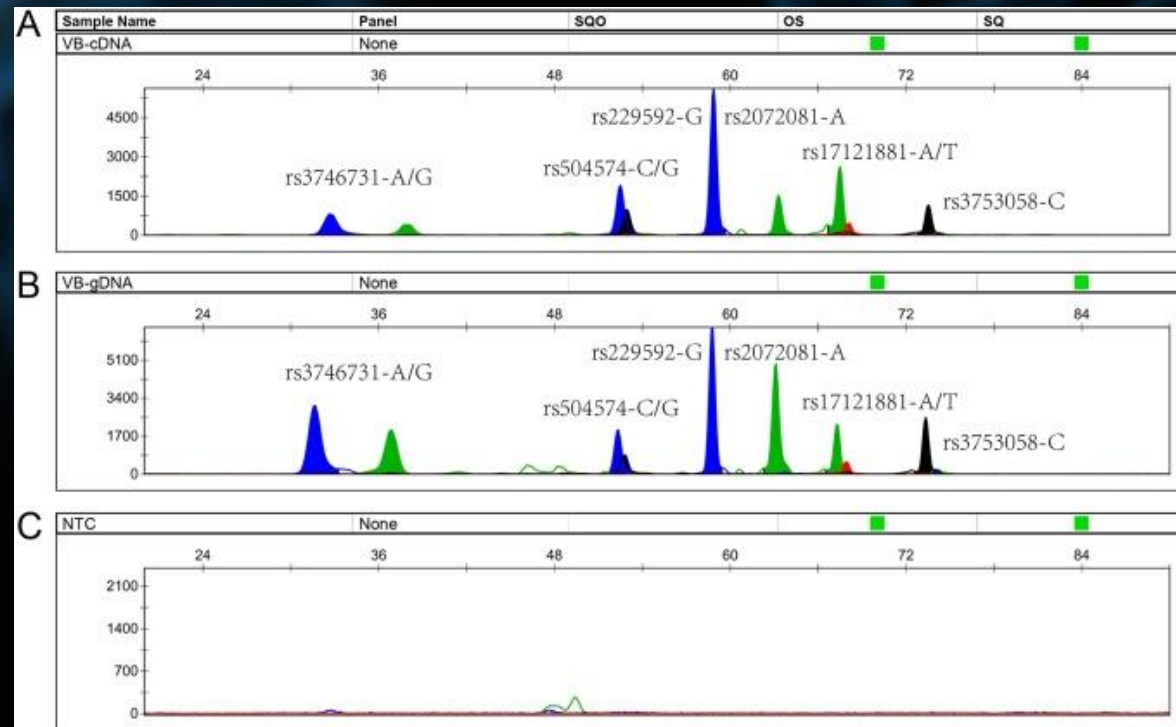 A
Sample Name Panel SQO OS SQ
VB-cDNA None
24 36 48 60 72 84
4500
3000
1500
0
rs229592-G rs2072081-A
rs504574-C/G
rs17121881-A/T
rs3746731-A/G
rs3753058-C
B
VB-gDNA None
24 36 48 60 72 84
5100
3400
1700
0
rs229592-G rs2072081-A
rs3746731-A/G
rs504574-C/G
rs17121881-A/T
rs3753058-C
C
NTC None
24 36 48 60 72 84
2100
1400
700
0